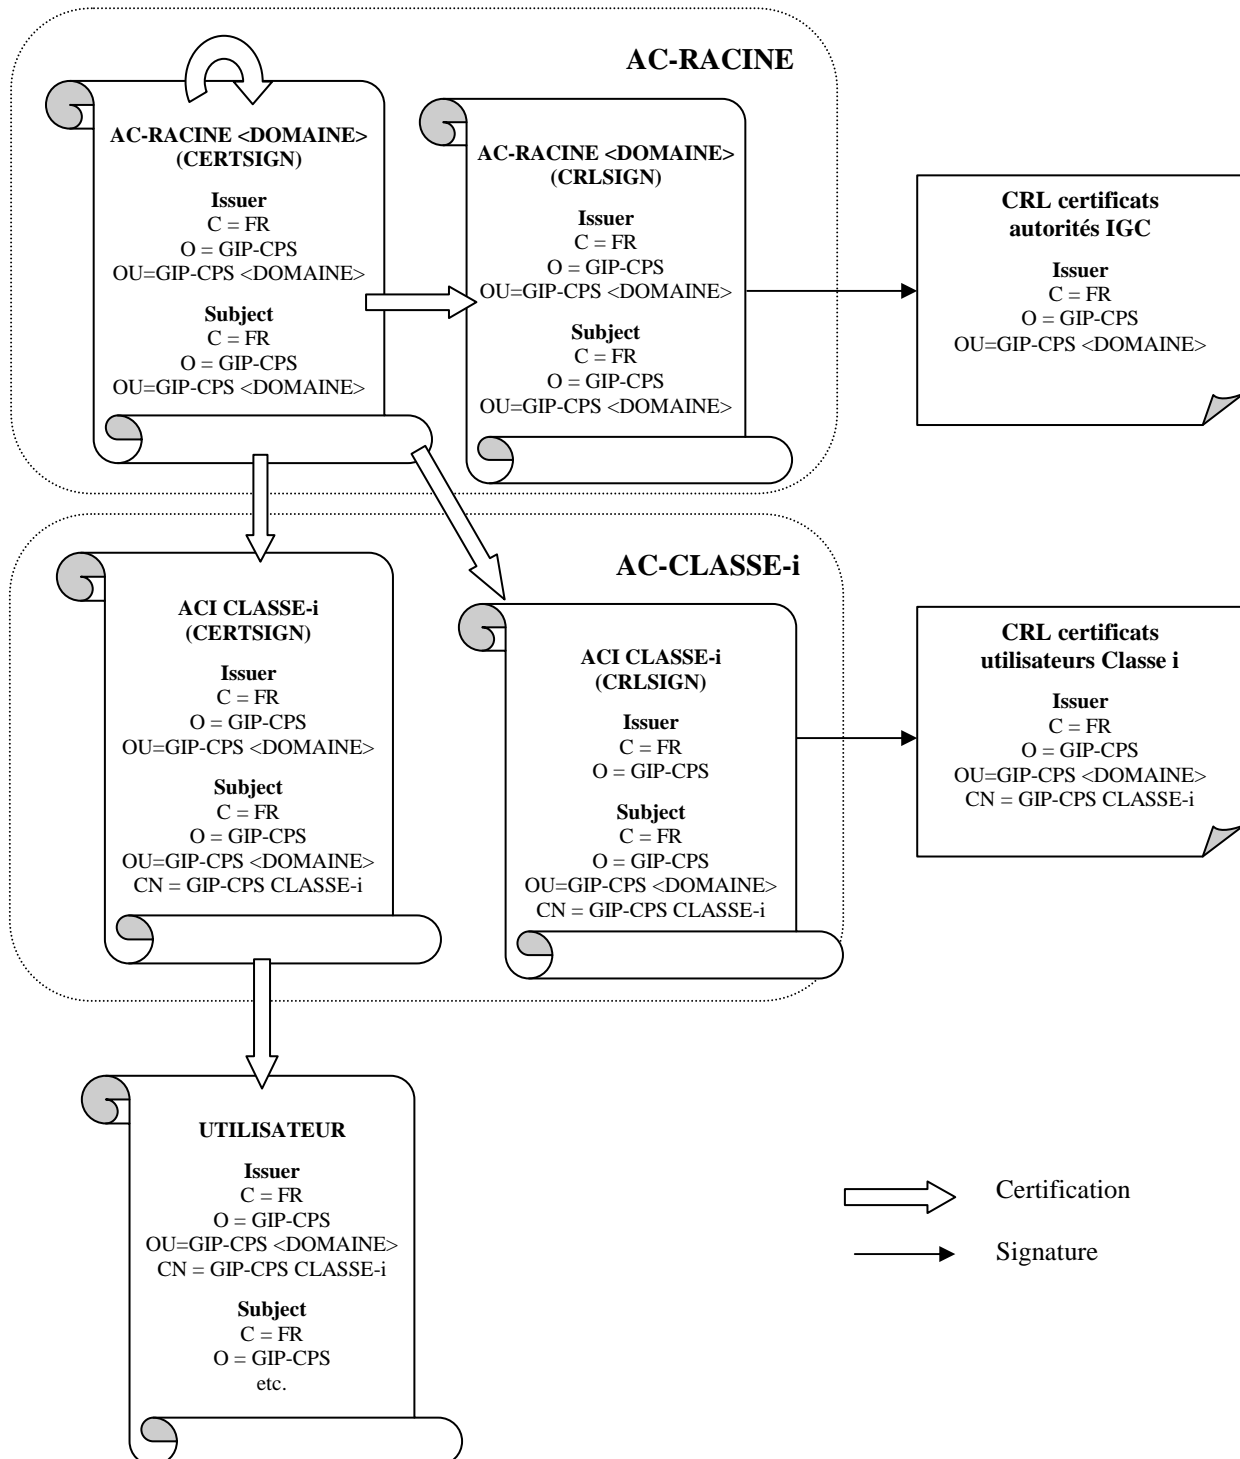 AC-RACINE
AC-RACINE <DOMAINE>
(CERTSIGN)
Issuer
C = FR
O = GIP-CPS
OU=GIP-CPS <DOMAINE>
Subject
C = FR
O = GIP-CPS
OU=GIP-CPS <DOMAINE>
AC-RACINE <DOMAINE>
(CRLSIGN)
Issuer
C = FR
O = GIP-CPS
OU=GIP-CPS <DOMAINE>
Subject
C = FR
O = GIP-CPS
OU=GIP-CPS <DOMAINE>
CRL certificats
autorités IGC
Issuer
C = FR
O = GIP-CPS
OU=GIP-CPS <DOMAINE>
AC-CLASSE-i
ACI CLASSE-i
(CERTSIGN)
Issuer
C = FR
O = GIP-CPS
OU=GIP-CPS <DOMAINE>
Subject
C = FR
O = GIP-CPS
OU=GIP-CPS <DOMAINE>
CN = GIP-CPS CLASSE-i
ACI CLASSE-i
(CRLSIGN)
Issuer
C = FR
O = GIP-CPS
Subject
C = FR
O = GIP-CPS
OU=GIP-CPS <DOMAINE>
CN = GIP-CPS CLASSE-i
CRL certificats
utilisateurs Classe i
Issuer
C = FR
O = GIP-CPS
OU=GIP-CPS <DOMAINE>
CN = GIP-CPS CLASSE-i
UTILISATEUR
Issuer
C = FR
O = GIP-CPS
OU=GIP-CPS <DOMAINE>
CN = GIP-CPS CLASSE-i
Subject
C = FR
O = GIP-CPS
etc.
Certification
Signature